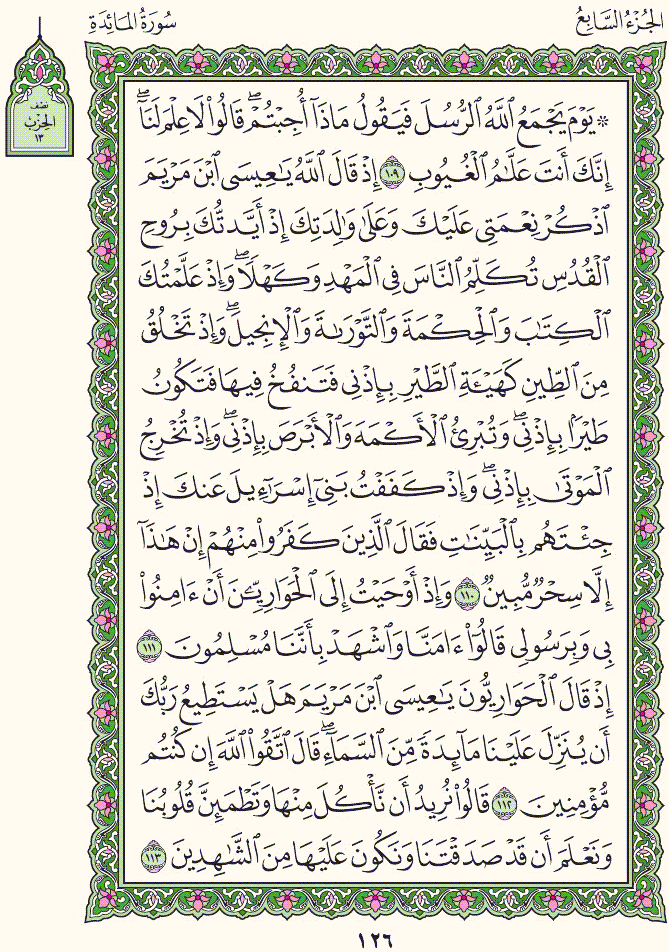 الجُزْءُ السَّابِعُ
سُورَةُ المَائِدَةِ
نصف
الحِزْب
١٣
۞ يَوْمَ يَجْمَعُ ٱللَّهُ ٱلرُّسُلَ فَيَقُولُ مَاذَآ أُجِبْتُمْۖ قَالُوا۟ لَا عِلْمَ لَنَآۖ
إِنَّكَ أَنتَ عَلَّٰمُ ٱلْغُيُوبِ ١٠٩ إِذْ قَالَ ٱللَّهُ يَٰعِيسَى ٱبْنَ مَرْيَمَ
ٱذْكُرْ نِعْمَتِى عَلَيْكَ وَعَلَىٰ وَٰلِدَتِكَ إِذْ أَيَّدتُّكَ بِرُوحِ
ٱلْقُدُسِ تُكَلِّمُ ٱلنَّاسَ فِى ٱلْمَهْدِ وَكَهْلًاۖ وَإِذْ عَلَّمْتُكَ
ٱلْكِتَٰبَ وَٱلْحِكْمَةَ وَٱلتَّوْرَىٰةَ وَٱلْإِنجِيلَۖ وَإِذْ تَخْلُقُ
مِنَ ٱلطِّينِ كَهَيْـَٔةِ ٱلطَّيْرِ بِإِذْنِى فَتَنفُخُ فِيهَا فَتَكُونُ
طَيْرًۢا بِإِذْنِىۖ وَتُبْرِئُ ٱلْأَكْمَهَ وَٱلْأَبْرَصَ بِإِذْنِىۖ وَإِذْ تُخْرِجُ
ٱلْمَوْتَىٰ بِإِذْنِىۖ وَإِذْ كَفَفْتُ بَنِىٓ إِسْرَٰٓءِيلَ عَنكَ إِذْ
جِئْتَهُم بِٱلْبَيِّنَٰتِ فَقَالَ ٱلَّذِينَ كَفَرُوا۟ مِنْهُمْ إِنْ هَٰذَآ
إِلَّا سِحْرٌ مُّبِينٌ ١١٠ وَإِذْ أَوْحَيْتُ إِلَى ٱلْحَوَارِيِّۦنَ أَنْ ءَامِنُوا۟
بِى وَبِرَسُولِى قَالُوٓا۟ ءَامَنَّا وَٱشْهَدْ بِأَنَّنَا مُسْلِمُونَ ١١١
إِذْ قَالَ ٱلْحَوَارِيُّونَ يَٰعِيسَى ٱبْنَ مَرْيَمَ هَلْ يَسْتَطِيعُ رَبُّكَ
أَن يُنَزِّلَ عَلَيْنَا مَآئِدَةً مِّنَ ٱلسَّمَآءِۖ قَالَ ٱتَّقُوا۟ ٱللَّهَ إِن كُنتُم
مُّؤْمِنِينَ ١١٢ قَالُوا۟ نُرِيدُ أَن نَّأْكُلَ مِنْهَا وَتَطْمَئِنَّ قُلُوبُنَا
وَنَعْلَمَ أَن قَدْ صَدَقْتَنَا وَنَكُونَ عَلَيْهَا مِنَ ٱلشَّٰهِدِينَ ١١٣
١٢٦